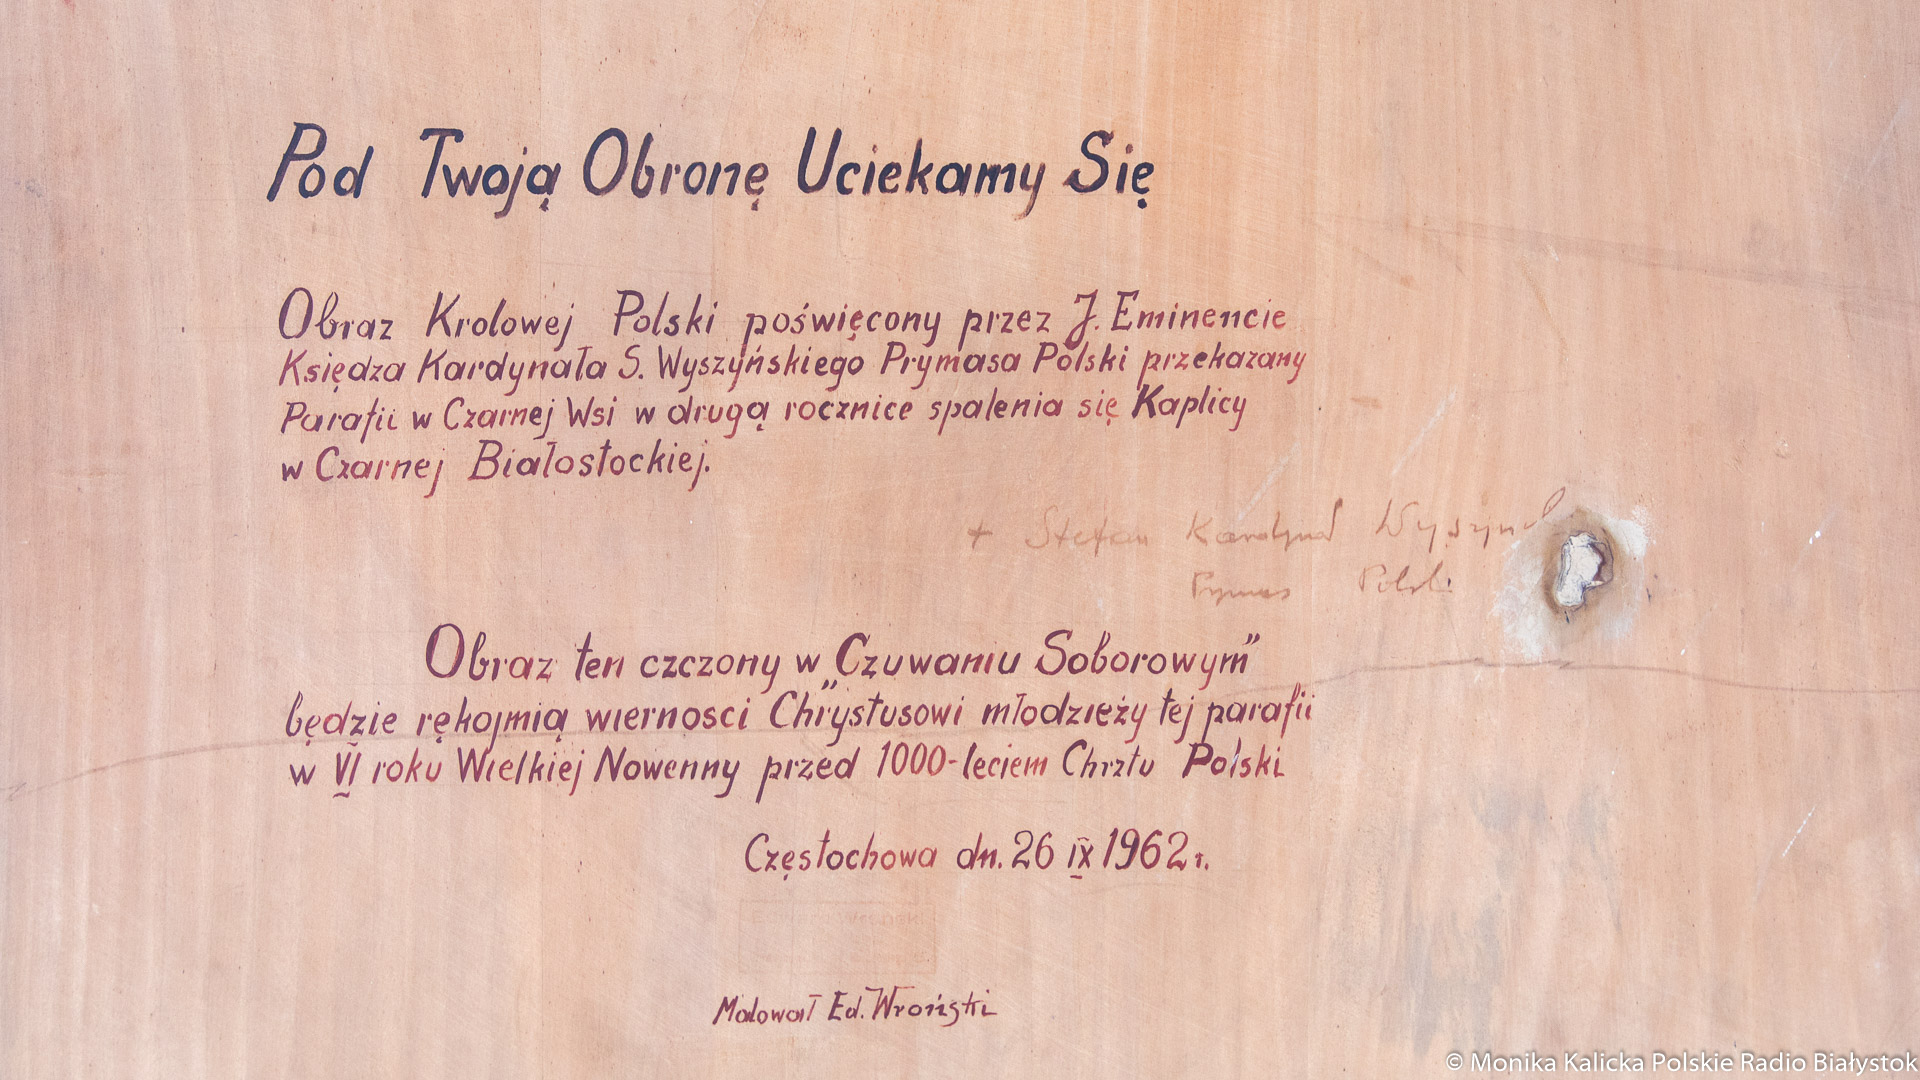 Pod Twoją Obronę Uciekamy Się
Obraz Krolowej Polski poświęcony przez J. Eminencie
Księdza Kardynała S. Wyszyńskiego Prymasa Polski przekazany
Parafii w Czarnej Wsi w drugą rocznice spalenia się Kaplicy
w Czarnej Białostockiej.
+ Stefan Kardynał
Prymas Polski
Obraz ten czczony w „Czuwaniu Soborowym"
będzie rękojmią wiernosci Chrystusowi młodzieży tej parafii
w VI roku Wielkiej Nowenny przed 1000-leciem Chrztu Polski
Częstochowa dn. 26 IX 1962 r.
Malował Ed. Wroński
© Monika Kalicka Polskie Radio Białystok